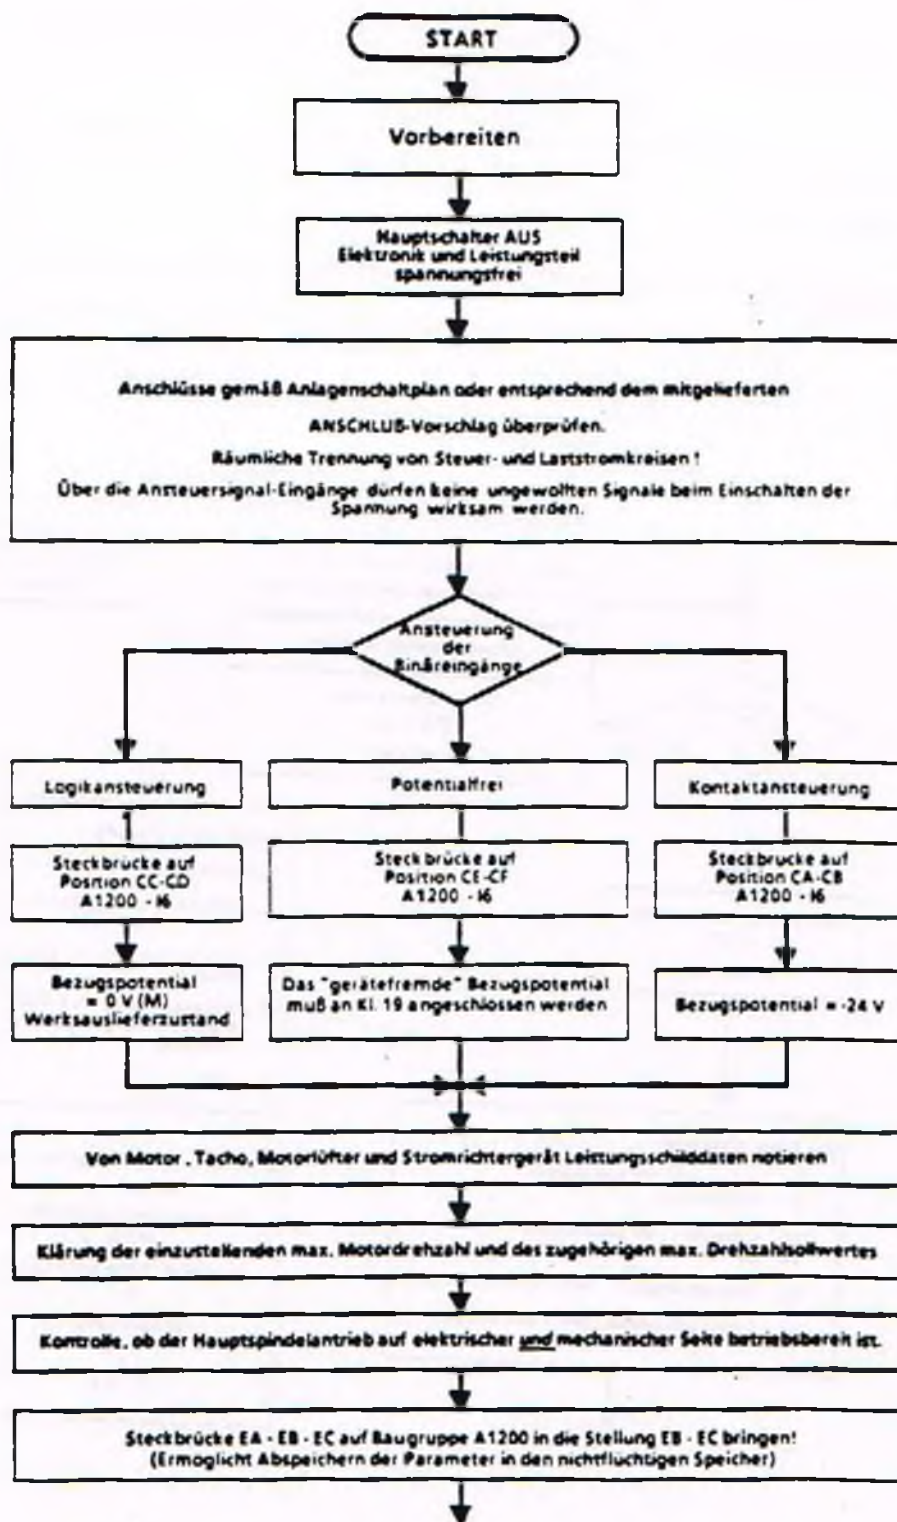 START
Vorbereiten
Hauptschalter AUS
Elektronik und Leistungsteil
spannungsfrei
Anschlüsse gemäß Anlagenschaltplan oder entsprechend dem mitgelieferten
ANSCHLUß-Vorschlag überprüfen.
Räumliche Trennung von Steuer- und Laststromkreisen !
Über die Ansteuersignal-Eingänge dürfen keine ungewollten Signale beim Einschalten der
Spannung wirksam werden.
Ansteuerung
der
Binäreingänge
Logikansteuerung
Potentialfrei
Kontaktansteuerung
Steckbrücke auf
Position CC-CD
A1200 - I6
Steckbrücke auf
Position CE-CF
A1200 - I6
Steckbrücke auf
Position CA-CB
A1200 - I6
Bezugspotential
= 0 V (M)
Werksauslieferzustand
Das "gerätefremde" Bezugspotential
muß an Kl. 19 angeschlossen werden
Bezugspotential = -24 V
Von Motor , Tacho, Motorlüfter und Stromrichtergerät Leistungsschilddaten notieren
Klärung der einzustellenden max. Motordrehzahl und des zugehörigen max. Drehzahlsollwertes
Kontrolle, ob der Hauptspindelantrieb auf elektrischer und mechanischer Seite betriebsbereit ist.
Steckbrücke EA - EB - EC auf Baugruppe A1200 in die Stellung EB - EC bringen!
(Ermoglicht Abspeichern der Parameter in den nichtflüchtigen Speicher)